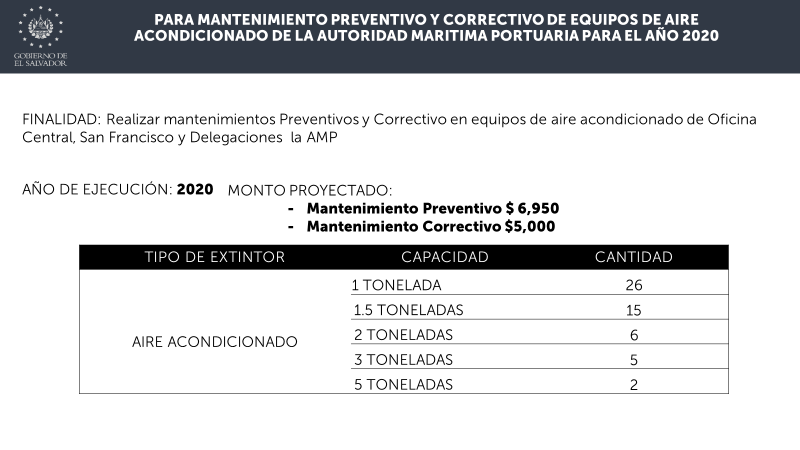 PARA MANTENIMIENTO PREVENTIVO Y CORRECTIVO DE EQUIPOS DE AIRE
ACONDICIONADO DE LA AUTORIDAD MARITIMA PORTUARIA PARA EL AÑO 2020
GOBIERNO DE
EL SALVADOR
FINALIDAD: Realizar mantenimientos Preventivos y Correctivo en equipos de aire acondicionado de Oficina
Central, San Francisco y Delegaciones la AMP
AÑO DE EJECUCIÓN: 2020 MONTO PROYECTADO:
- Mantenimiento Preventivo $ 6,950
- Mantenimiento Correctivo $5,000
TIPO DE EXTINTOR CAPACIDAD CANTIDAD
1 TONELADA 26
1.5 TONELADAS 15
2 TONELADAS 6
AIRE ACONDICIONADO
3 TONELADAS 5
5 TONELADAS 2